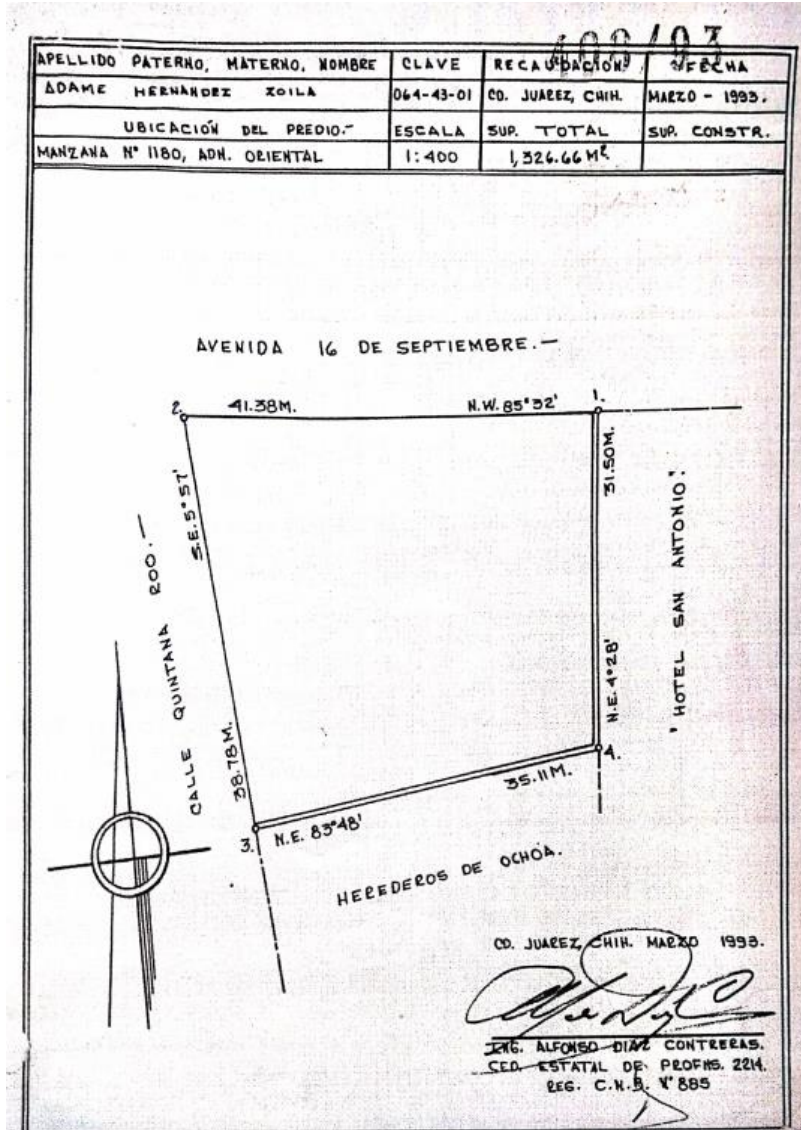 408/93
APELLIDO PATERNO, MATERNO, NOMBRE CLAVE RECAUDACIÓN FECHA
ADAME HERNANDEZ ZOILA 064-43-01 CD. JUAREZ, CHIH. MARZO - 1993.
UBICACIÓN DEL PREDIO.- ESCALA SUP. TOTAL SUP. CONSTR.
MANZANA Nº 1180, ADN. ORIENTAL 1:400 1,326.66 M2
AVENIDA 16 DE SEPTIEMBRE.-
2. 41.38M. N.W. 85°32' 1.
31.50M.
N.E. 4°28'
"HOTEL SAN ANTONIO".
S.E. 5°57'
38.78M.
CALLE QUINTANA ROO.-
4.
35.11M.
3. N.E. 83°48'
HEREDEROS DE OCHOA.
CD. JUAREZ, CHIH. MARZO 1993.
ING. ALFONSO DIAZ CONTRERAS.
CED. ESTATAL DE PROFNS. 2214.
REG. C.N.B. Nº 885